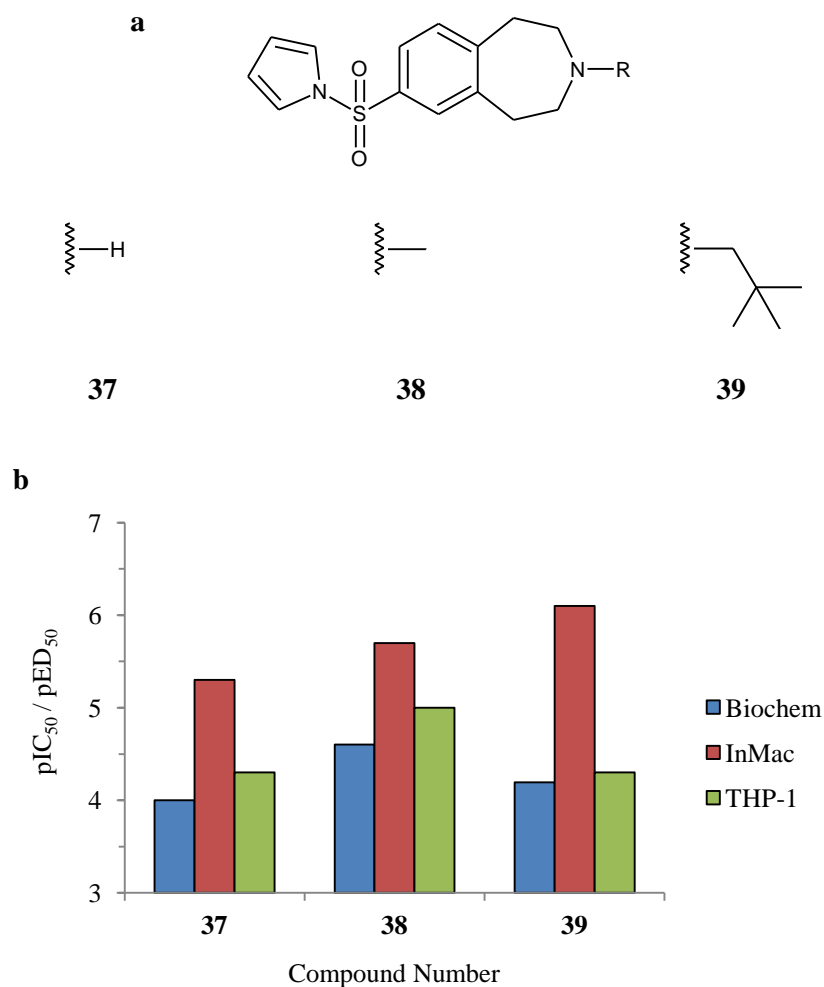 a
N
S
O
O
N
R
H
37 38 39
b
7
6
5
4
3
pIC50 / pED50
Biochem
InMac
THP-1
37 38 39
Compound Number